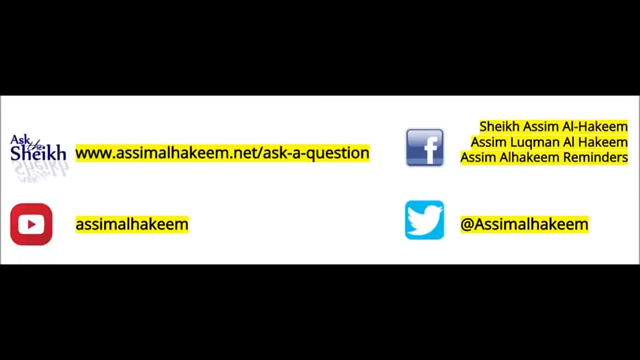 Ask
the
Sheikh
www.assimalhakeem.net/ask-a-question
Sheikh Assim Al-Hakeem
Assim Luqman Al Hakeem
Assim Alhakeem Reminders
assimalhakeem
@Assimalhakeem